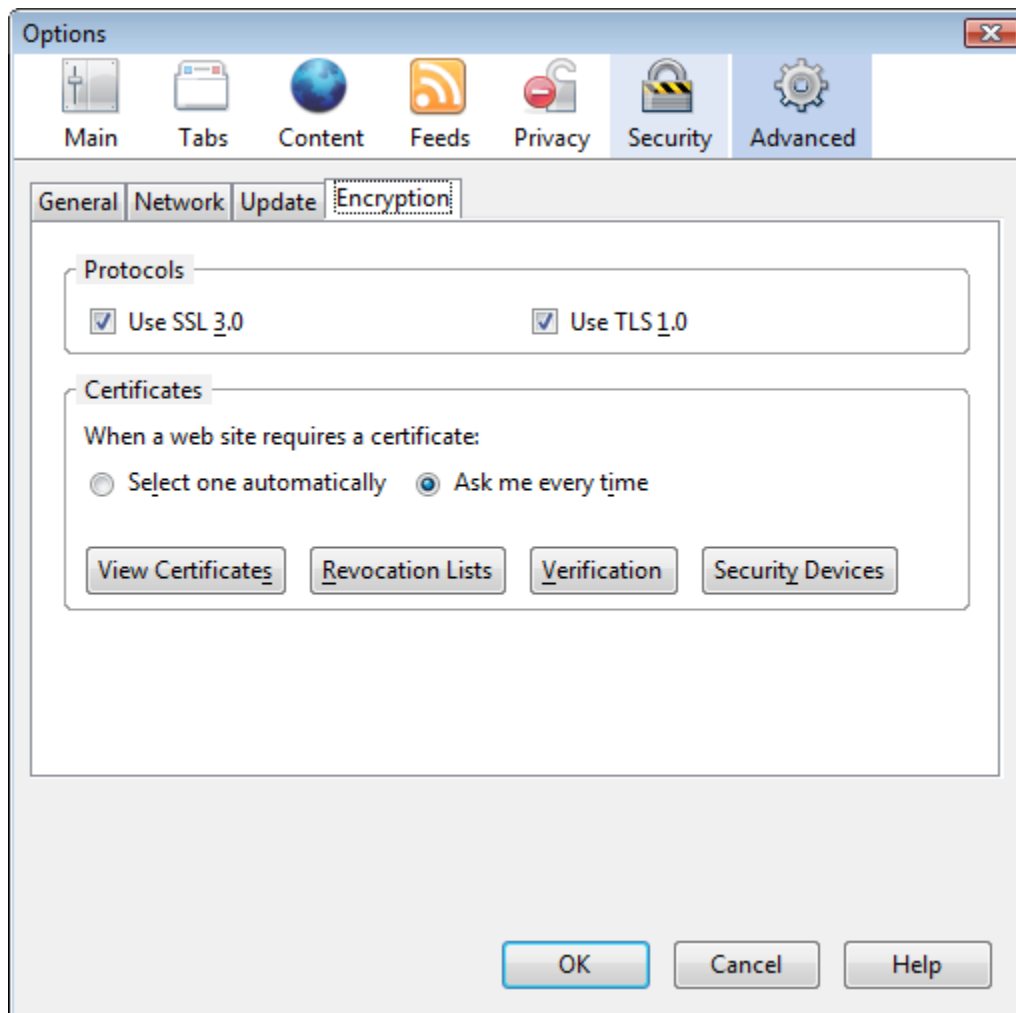 Options
Main Tabs Content Feeds Privacy Security Advanced
General Network Update Encryption
Protocols
Use SSL 3.0 Use TLS 1.0
Certificates
When a web site requires a certificate:
Select one automatically Ask me every time
View Certificates Revocation Lists Verification Security Devices
OK Cancel Help